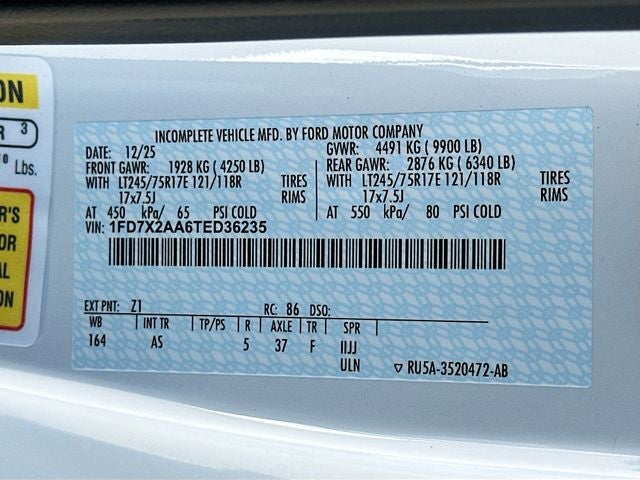 ON
R 3
10 Lbs.
R'S
OR
AL
ON
INCOMPLETE VEHICLE MFD. BY FORD MOTOR COMPANY
DATE: 12/25 GVWR: 4491 KG ( 9900 LB)
FRONT GAWR: 1928 KG ( 4250 LB) REAR GAWR: 2876 KG ( 6340 LB)
WITH LT245/75R17E 121/118R TIRES WITH LT245/75R17E 121/118R TIRES
17x7.5J RIMS 17x7.5J RIMS
AT 450 kPa/ 65 PSI COLD AT 550 kPa/ 80 PSI COLD
VIN: 1FD7X2AA6TED36235
EXT PNT: Z1 RC: 86 DSO:
WB INT TR TP/PS R AXLE TR SPR
164 AS 5 37 F IIJJ
ULN ▽ RU5A-3520472-AB